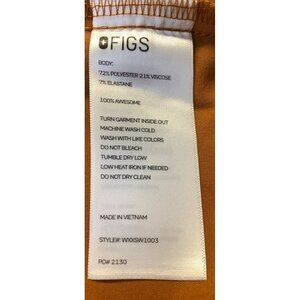 FIGS
BODY:
72% POLYESTER 21% VISCOSE
7% ELASTANE
100% AWESOME
TURN GARMENT INSIDE OUT
MACHINE WASH COLD
WASH WITH LIKE COLORS
DO NOT BLEACH
TUMBLE DRY LOW
LOW HEAT IRON IF NEEDED
DO NOT DRY CLEAN
MADE IN VIETNAM
STYLE#: WXXSW1003
PO# 2130